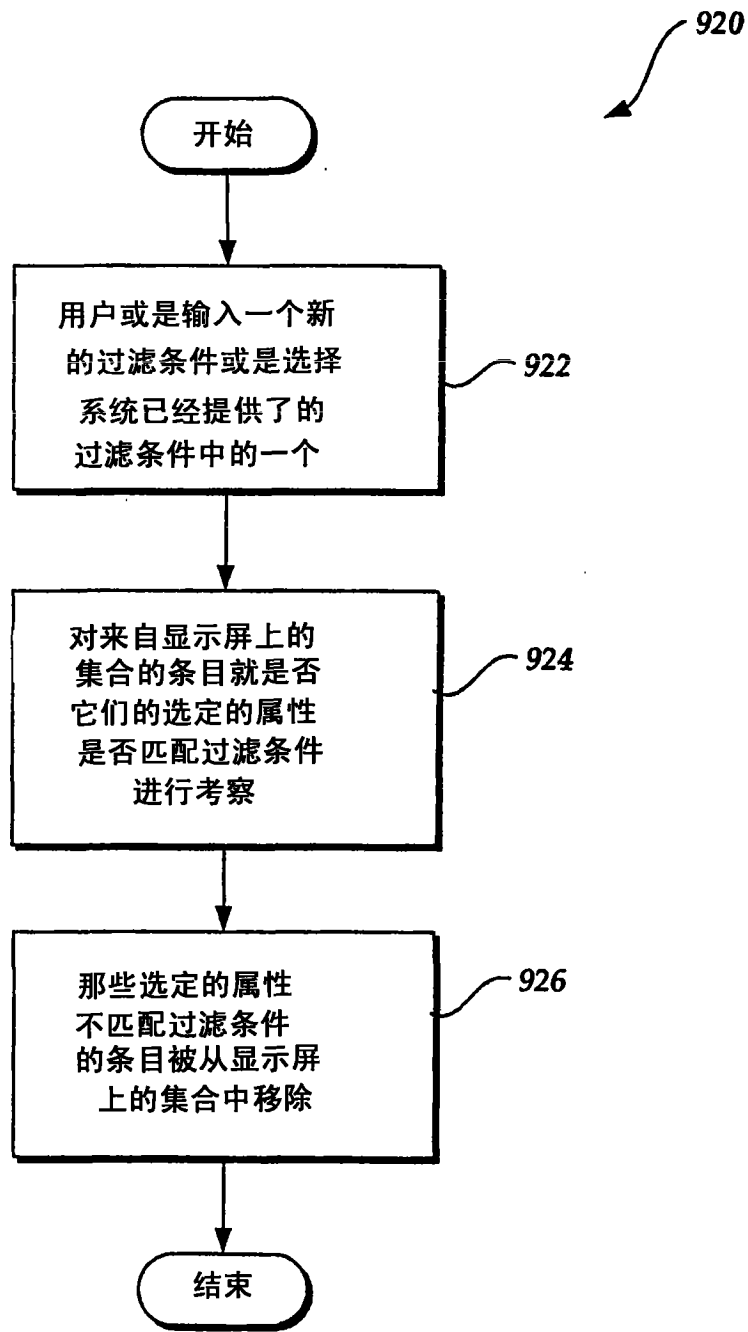 920
开始
用户或是输入一个新
的过滤条件或是选择
系统已经提供了的
过滤条件中的一个
922
对来自显示屏上的
集合的条目就是否
它们的选定的属性
是否匹配过滤条件
进行考察
924
那些选定的属性
不匹配过滤条件
的条目被从显示屏
上的集合中移除
926
结束